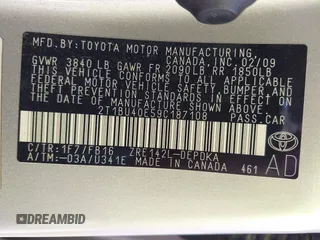 MFD.BY:TOYOTA MOTOR MANUFACTURING,
CANADA, INC. 02/09
GVWR 3840 LB GAWR FR 2090LB RR 1850LB
THIS VEHICLE CONFORMS TO ALL APPLICABLE
FEDERAL MOTOR VEHICLE SAFETY, BUMPER,
AND THEFT PREVENTION STANDARDS IN EFFECT
ON THE DATE OF MANUFACTURE SHOWN ABOVE.
2T1BU40E59C187108 PASS.CAR
C/TR:1F7/FB16 ZRE142L-DEPDKA
A/TM:-03A/U341E MADE IN CANADA 461
AD
TOYOTA
DREAMBID